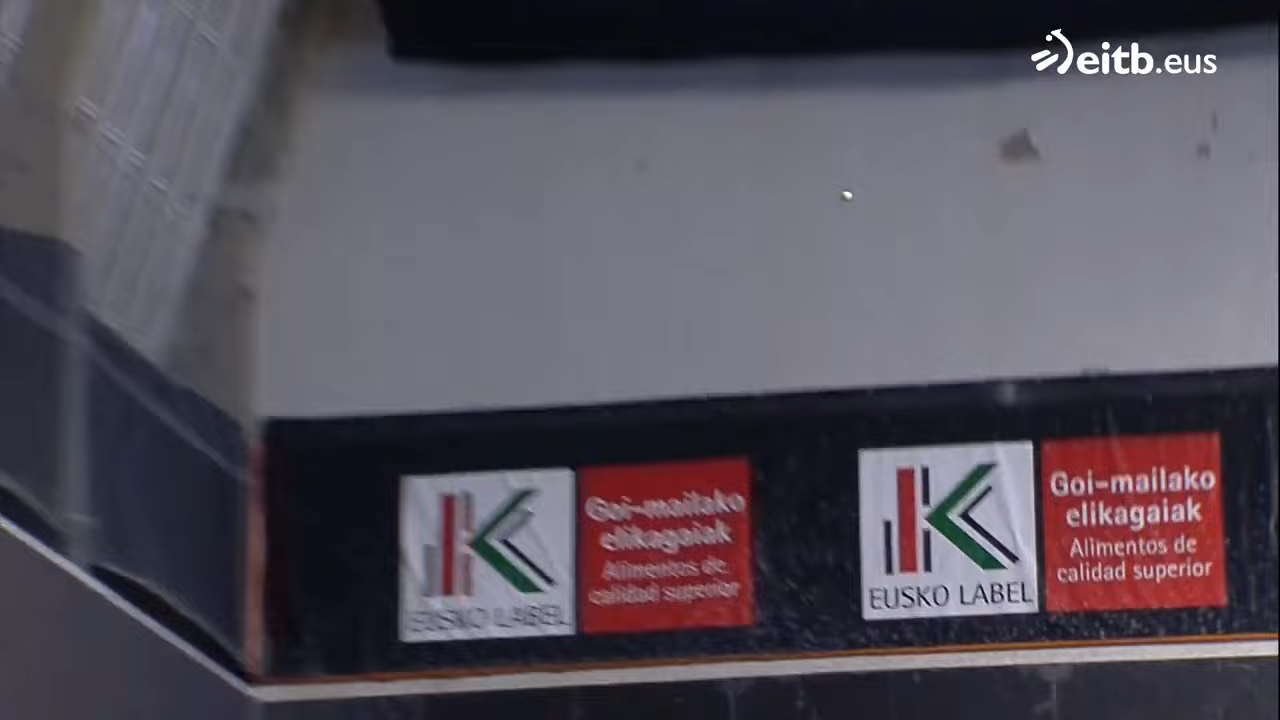 eitb.eus
EUSKO LABEL
Goi-mailako
elikagaiak
Alimentos de
calidad superior
EUSKO LABEL
Goi-mailako
elikagaiak
Alimentos de
calidad superior